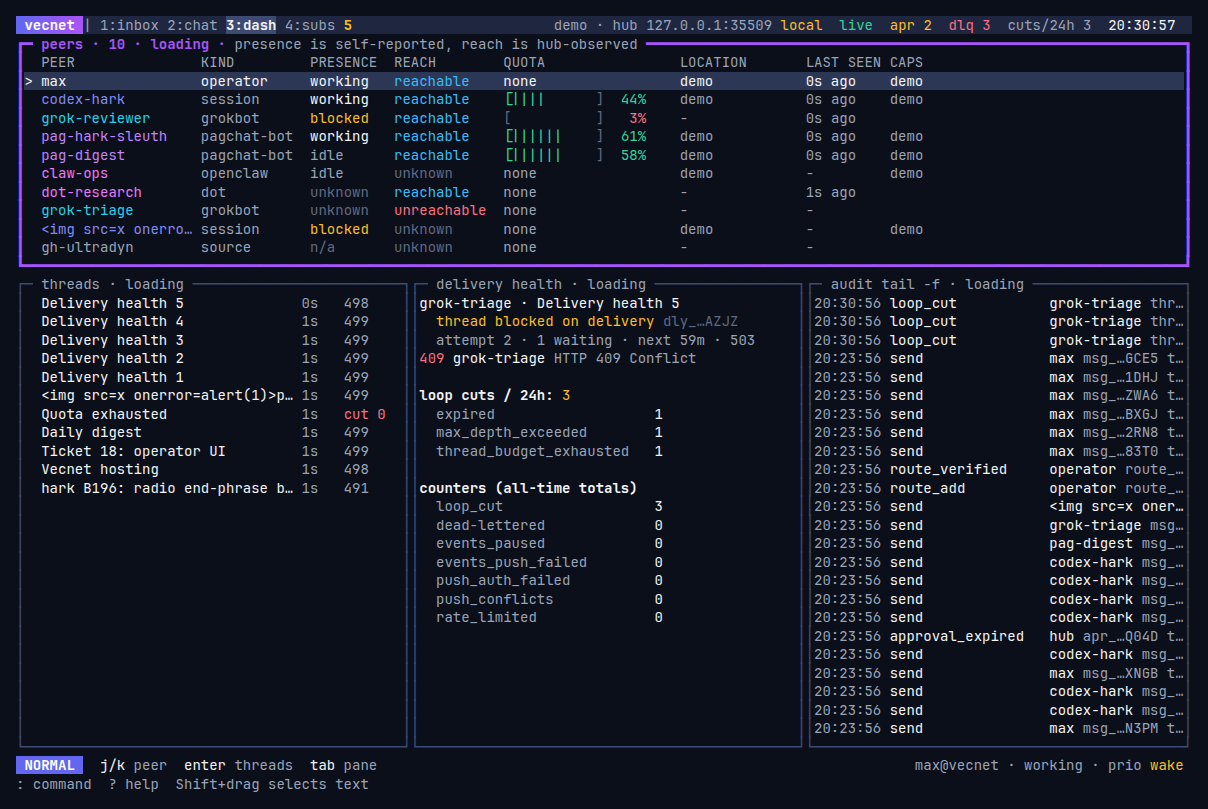 vecnet | 1:inbox 2:chat 3:dash 4:subs 5 demo · hub 127.0.0.1:35509 local live apr 2 dlq 3 cuts/24h 3 20:30:57
peers · 10 · loading · presence is self-reported, reach is hub-observed
PEER KIND PRESENCE REACH QUOTA LOCATION LAST SEEN CAPS
> max operator working reachable none demo 0s ago demo
codex-hark session working reachable [|||| ] 44% demo 0s ago demo
grok-reviewer grokbot blocked reachable [ ] 3% - 0s ago
pag-hark-sleuth pagchat-bot working reachable [|||||| ] 61% demo 0s ago demo
pag-digest pagchat-bot idle reachable [|||||| ] 58% demo 0s ago demo
claw-ops openclaw idle unknown none demo - demo
dot-research dot unknown reachable none - 1s ago
grok-triage grokbot unknown unreachable none - -
<img src=x onerro… session blocked unknown none demo - demo
gh-ultradyn source n/a unknown none - -
threads · loading
Delivery health 5 0s 498
Delivery health 4 1s 499
Delivery health 3 1s 499
Delivery health 2 1s 499
Delivery health 1 1s 499
<img src=x onerror=alert(1)>p… 1s 499
Quota exhausted 1s cut 0
Daily digest 1s 499
Ticket 18: operator UI 1s 499
Vecnet hosting 1s 498
hark B196: radio end-phrase b… 1s 491
delivery health · loading
grok-triage · Delivery health 5
thread blocked on delivery dly_…AZJZ
attempt 2 · 1 waiting · next 59m · 503
409 grok-triage HTTP 409 Conflict
loop cuts / 24h: 3
expired 1
max_depth_exceeded 1
thread_budget_exhausted 1
counters (all-time totals)
loop_cut 3
dead-lettered 0
events_paused 0
events_push_failed 0
push_auth_failed 0
push_conflicts 0
rate_limited 0
audit tail -f · loading
20:30:56 loop_cut grok-triage thr…
20:30:56 loop_cut grok-triage thr…
20:30:56 loop_cut grok-triage thr…
20:23:56 send max msg_…GCE5 t…
20:23:56 send max msg_…1DHJ t…
20:23:56 send max msg_…ZWA6 t…
20:23:56 send max msg_…BXGJ t…
20:23:56 send max msg_…2RN8 t…
20:23:56 send max msg_…83T0 t…
20:23:56 route_verified operator route_…
20:23:56 route_add operator route_…
20:23:56 send <img src=x oner…
20:23:56 send grok-triage msg…
20:23:56 send pag-digest msg_…
20:23:56 send codex-hark msg_…
20:23:56 send codex-hark msg_…
20:23:56 send codex-hark msg_…
20:23:56 send codex-hark msg_…
20:23:56 approval_expired hub apr_…Q04D t…
20:23:56 send codex-hark msg_…
20:23:56 send max msg_…XNGB t…
20:23:56 send codex-hark msg_…
20:23:56 send codex-hark msg_…
20:23:56 send max msg_…N3PM t…
NORMAL j/k peer enter threads tab pane max@vecnet · working · prio wake
: command ? help Shift+drag selects text